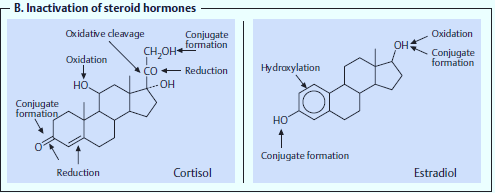 B. Inactivation of steroid hormones
Oxidative cleavage
Conjugate
formation
CH2OH
Oxidation
CO
Reduction
HO
OH
Conjugate
formation
O
Reduction
Cortisol
Oxidation
OH
Conjugate
formation
Hydroxylation
HO
Conjugate formation
Estradiol